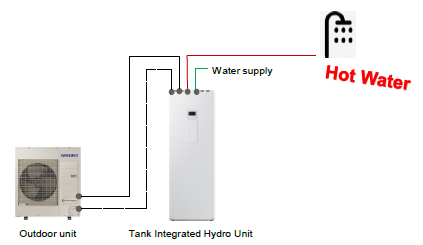 Hot Water
Water supply
SAMSUNG
Outdoor unit
Tank Integrated Hydro Unit